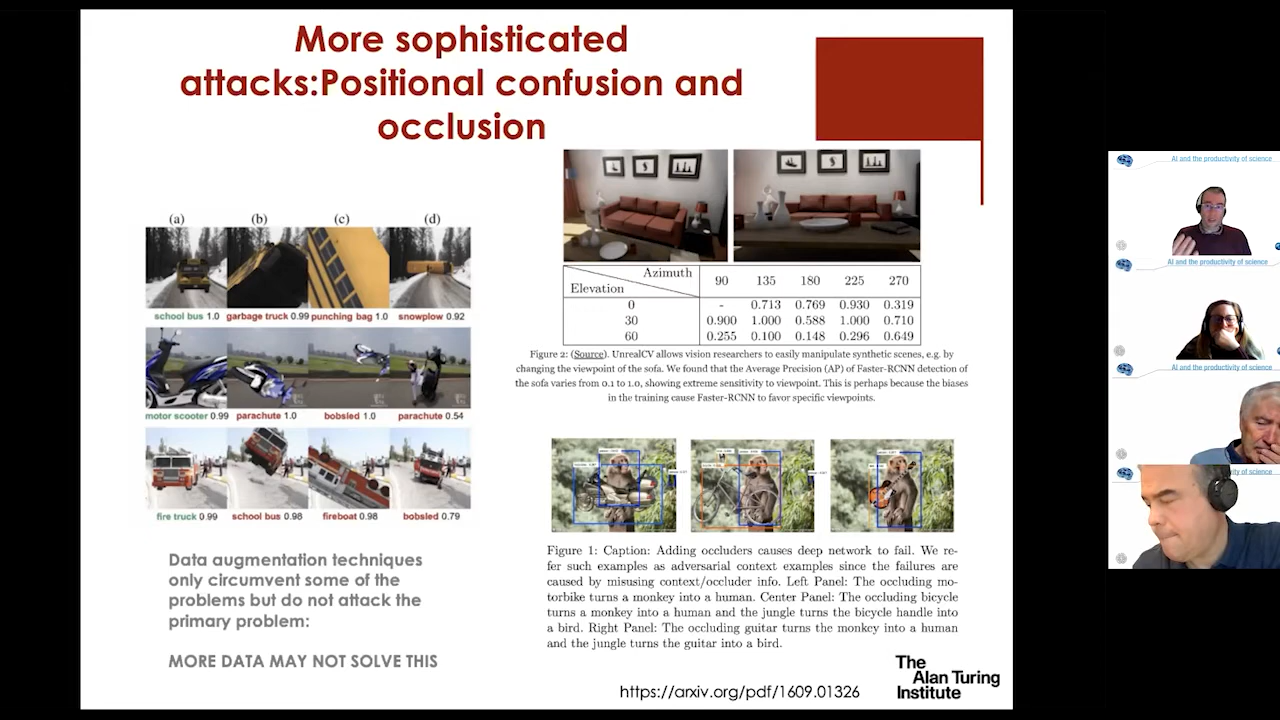 More sophisticated
attacks:Positional confusion and
occlusion
(a) (b) (c) (d)
school bus 1.0 garbage truck 0.99 punching bag 1.0 snowplow 0.92
motor scooter 0.99 parachute 1.0 bobsled 1.0 parachute 0.54
fire truck 0.99 school bus 0.98 fireboat 0.98 bobsled 0.79
Data augmentation techniques
only circumvent some of the
problems but do not attack the
primary problem:
MORE DATA MAY NOT SOLVE THIS
Azimuth
Elevation
90 135 180 225 270
0 - 0.713 0.769 0.930 0.319
30 0.900 1.000 0.588 1.000 0.710
60 0.255 0.100 0.148 0.296 0.649
Figure 2: (Source). UnrealCV allows vision researchers to easily manipulate synthetic scenes, e.g. by
changing the viewpoint of the sofa. We found that the Average Precision (AP) of Faster-RCNN detection of
the sofa varies from 0.1 to 1.0, showing extreme sensitivity to viewpoint. This is perhaps because the biases
in the training cause Faster-RCNN to favor specific viewpoints.
Figure 1: Caption: Adding occluders causes deep network to fail. We re-
fer such examples as adversarial context examples since the failures are
caused by misusing context/occluder info. Left Panel: The occluding mo-
torbike turns a monkey into a human. Center Panel: The occluding bicycle
turns a monkey into a human and the jungle turns the bicycle handle into
a bird. Right Panel: The occluding guitar turns the monkey into a human
and the jungle turns the guitar into a bird.
https://arxiv.org/pdf/1609.01326
The
Alan Turing
Institute
AI and the productivity of science
AI and the productivity of science
AI and the productivity of science
ity of science